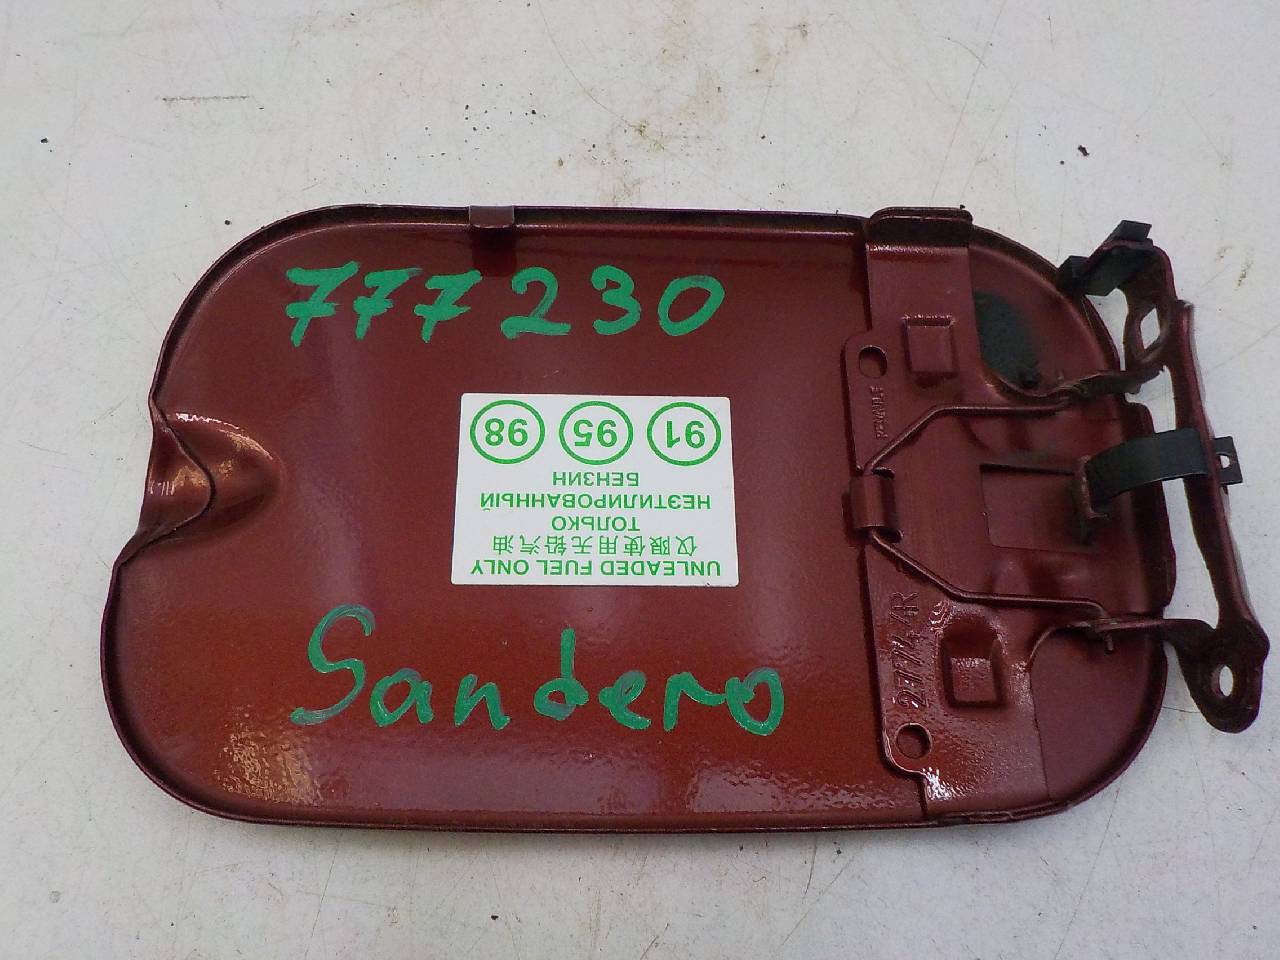 777230
91 95 98
БЕНЗИН
НЕЭТИЛИРОВАННЫЙ
ТОЛЬКО
仅限使用无铅汽油
UNLEADED FUEL ONLY
Sandero
RENAULT